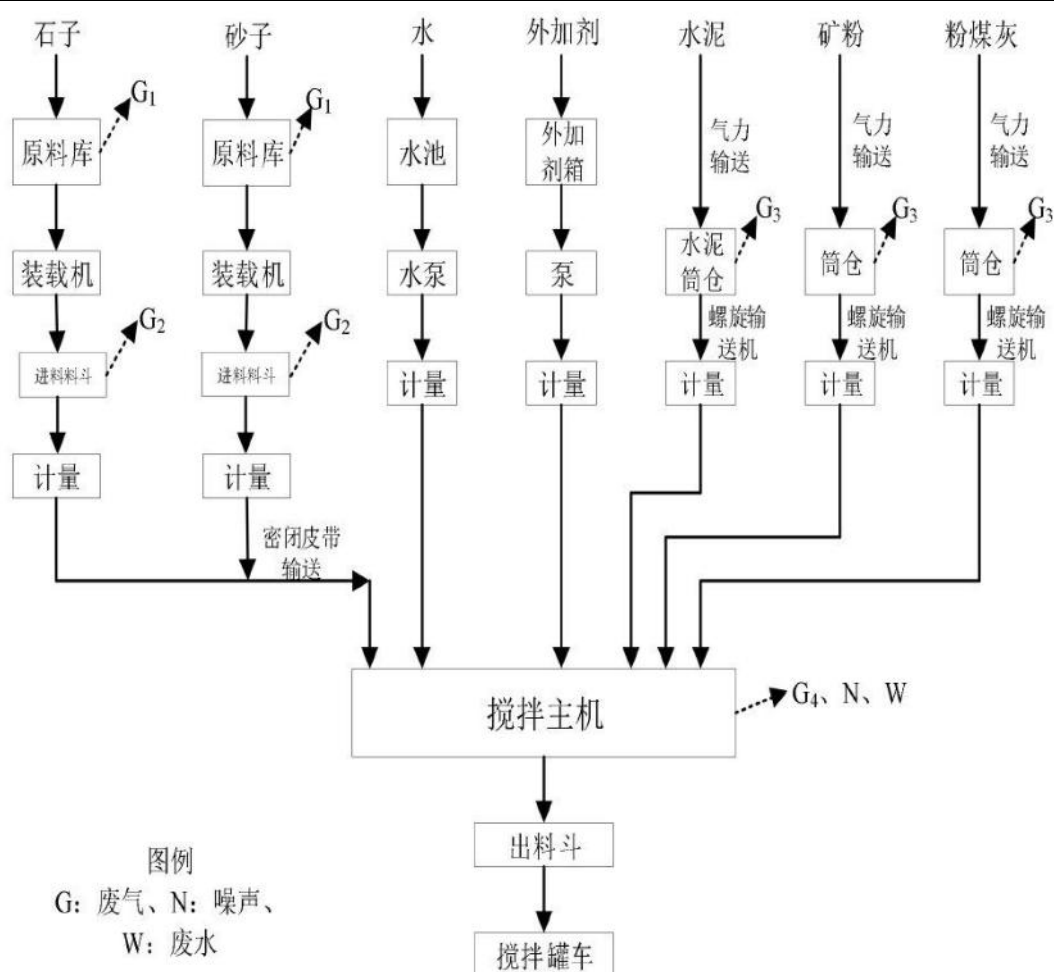 石子 砂子 水 外加剂 水泥 矿粉 粉煤灰
G₁ G₁
原料库 原料库 水池 外加
剂箱
气力
输送
气力
输送
气力
输送
G₃ G₃ G₃
装载机 装载机 水泵 泵 水泥
筒仓
筒仓 筒仓
G₂ G₂
螺旋输
送机
螺旋输
送机
螺旋输
送机
进料料斗 进料料斗 计量 计量 计量 计量 计量
计量 计量
密闭皮带
输送
搅拌主机
G₄、N、W
出料斗
图例
G：废气、N：噪声、
W：废水
搅拌罐车